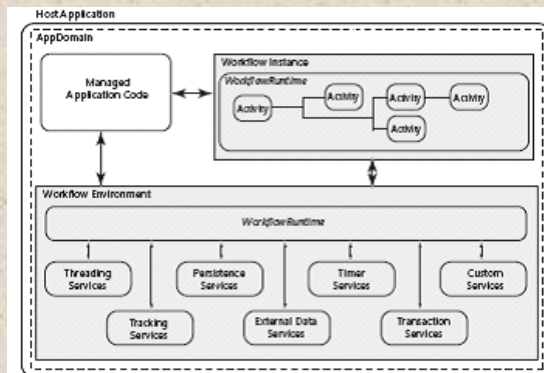 Host Application
AppDomain
Managed
Application Code
Workflow Instance
WorkflowRuntime
Activity
Activity
Activity
Activity
Activity
Workflow Environment
WorkflowRuntime
Threading
Services
Persistence
Services
Timer
Services
Custom
Services
Tracking
Services
External Data
Services
Transaction
Services